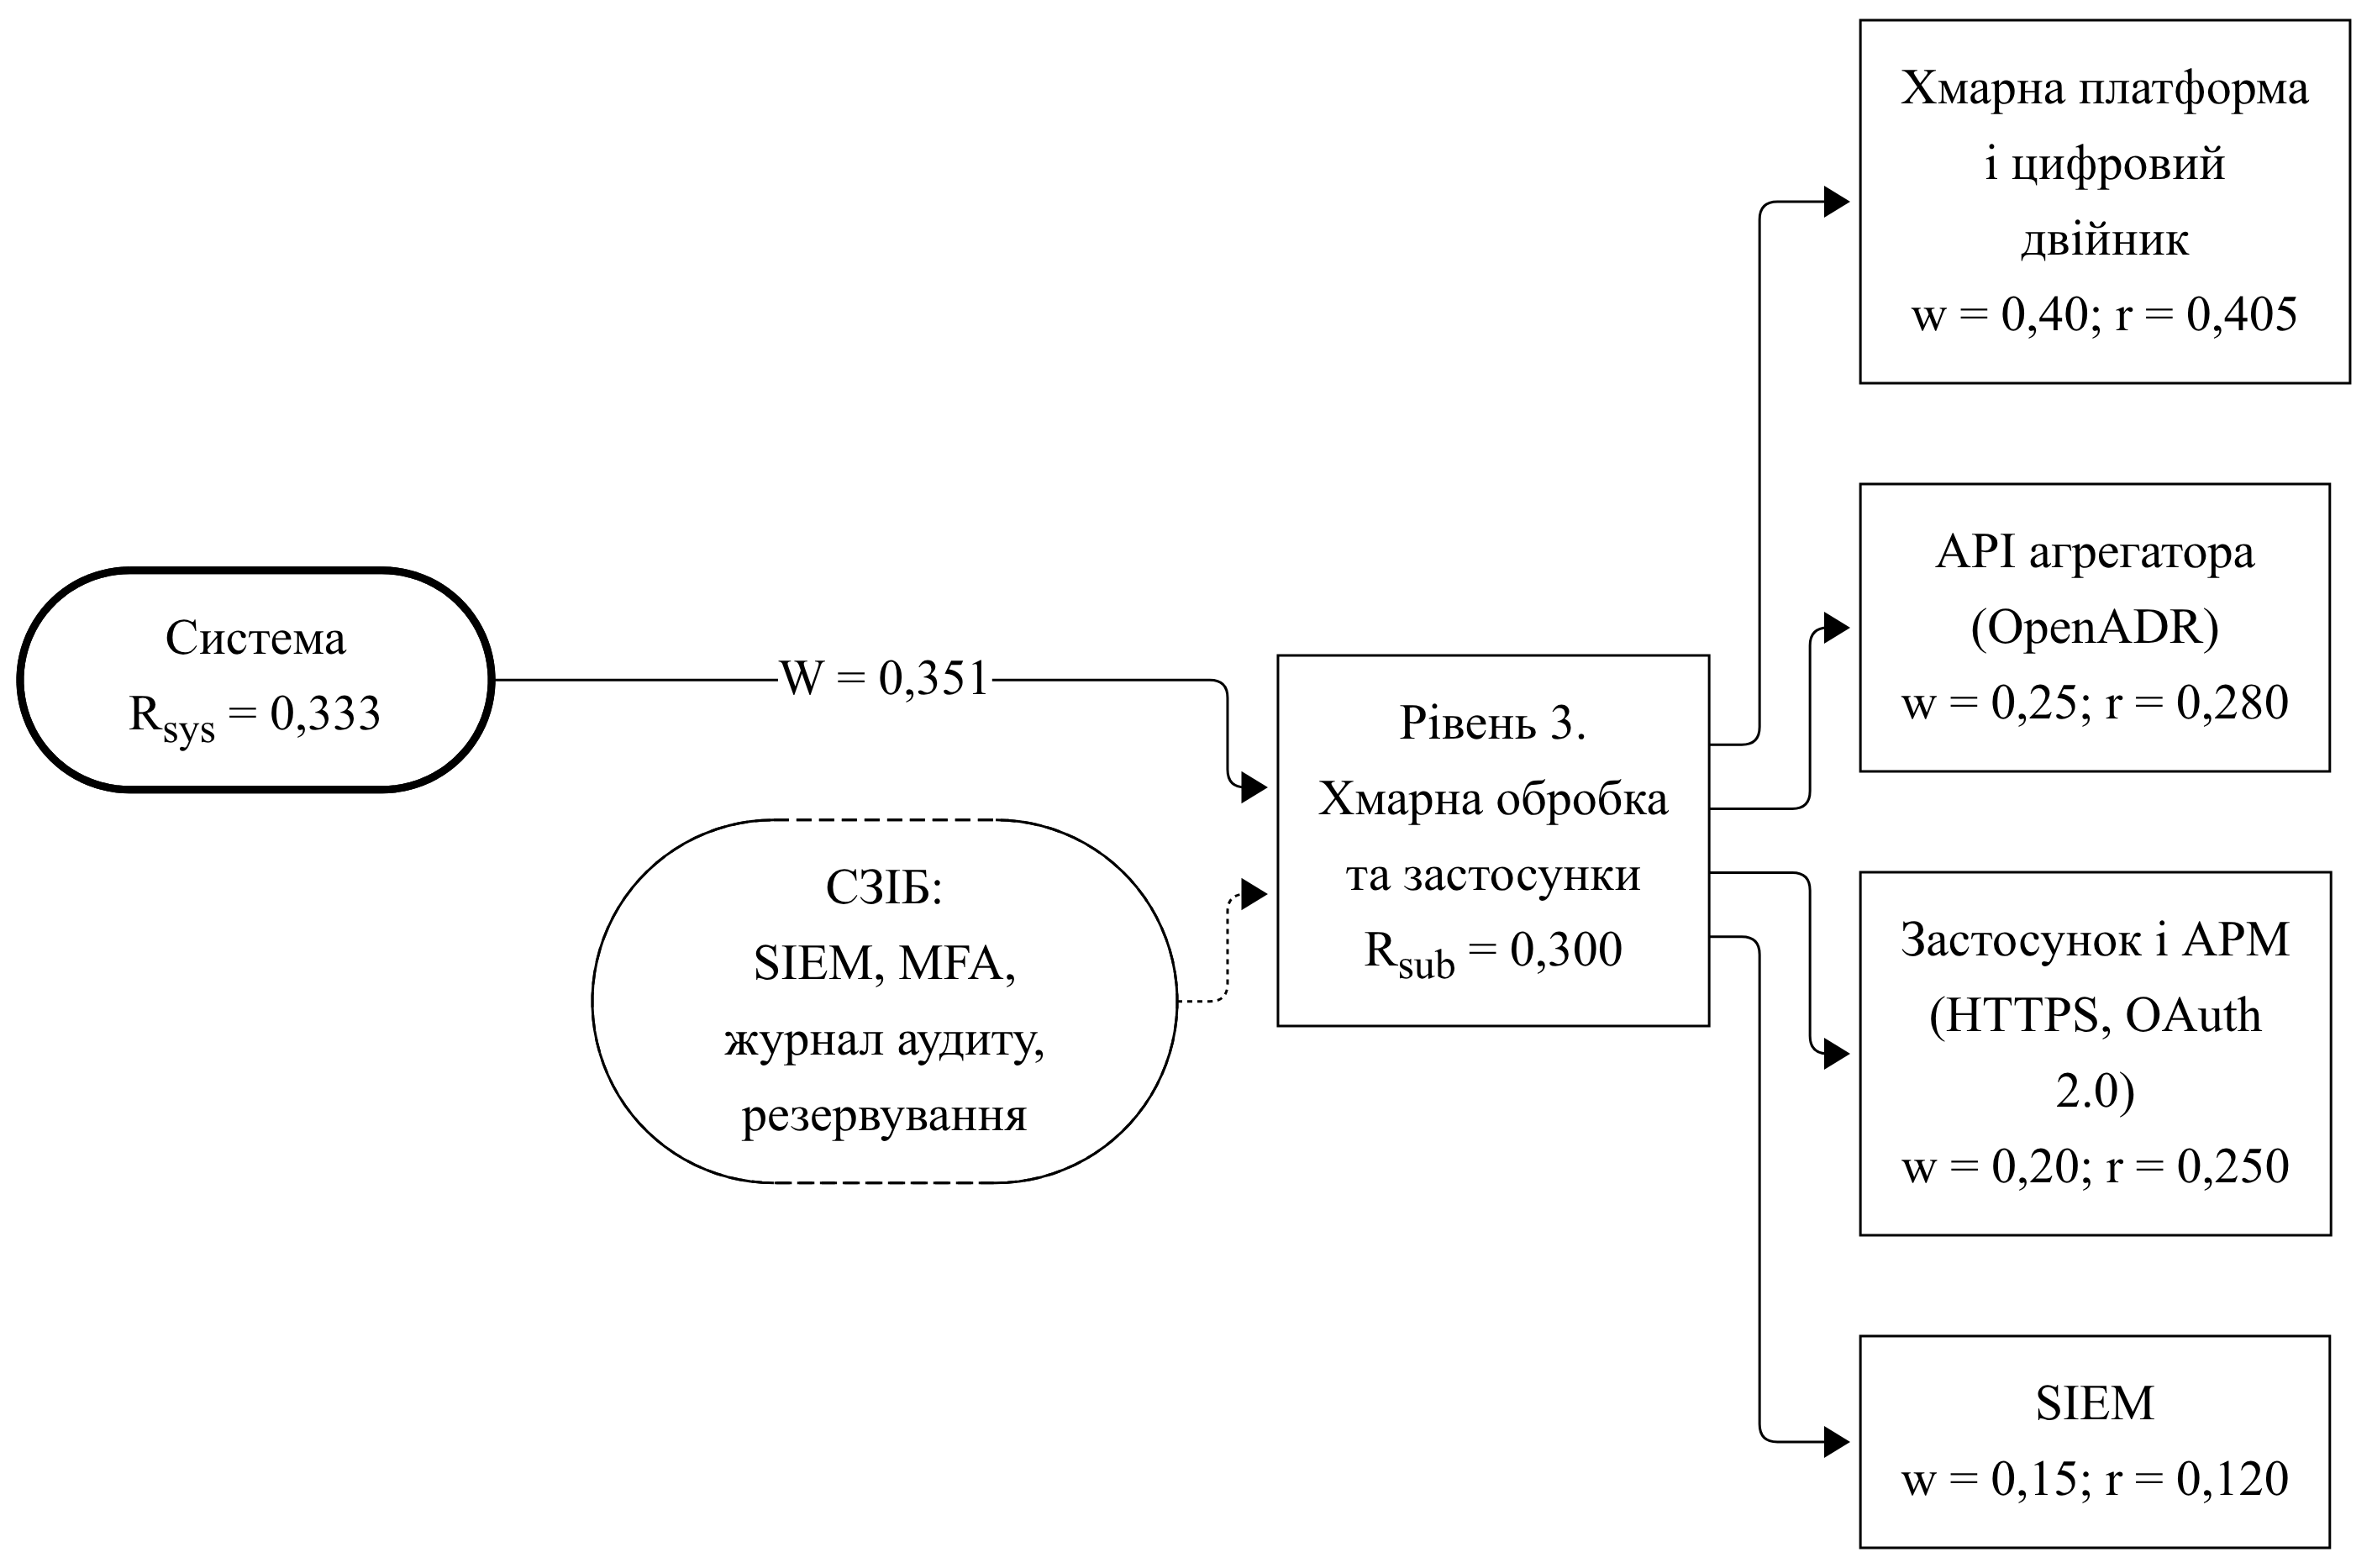 Система
R_sys = 0,333
W = 0,351
СЗІБ:
SIEM, MFA,
журнал аудиту,
резервування
Рівень 3.
Хмарна обробка
та застосунки
R_sub = 0,300
Хмарна платформа
і цифровий
двійник
w = 0,40; r = 0,405
API агрегатора
(OpenADR)
w = 0,25; r = 0,280
Застосунок і АРМ
(HTTPS, OAuth
2.0)
w = 0,20; r = 0,250
SIEM
w = 0,15; r = 0,120